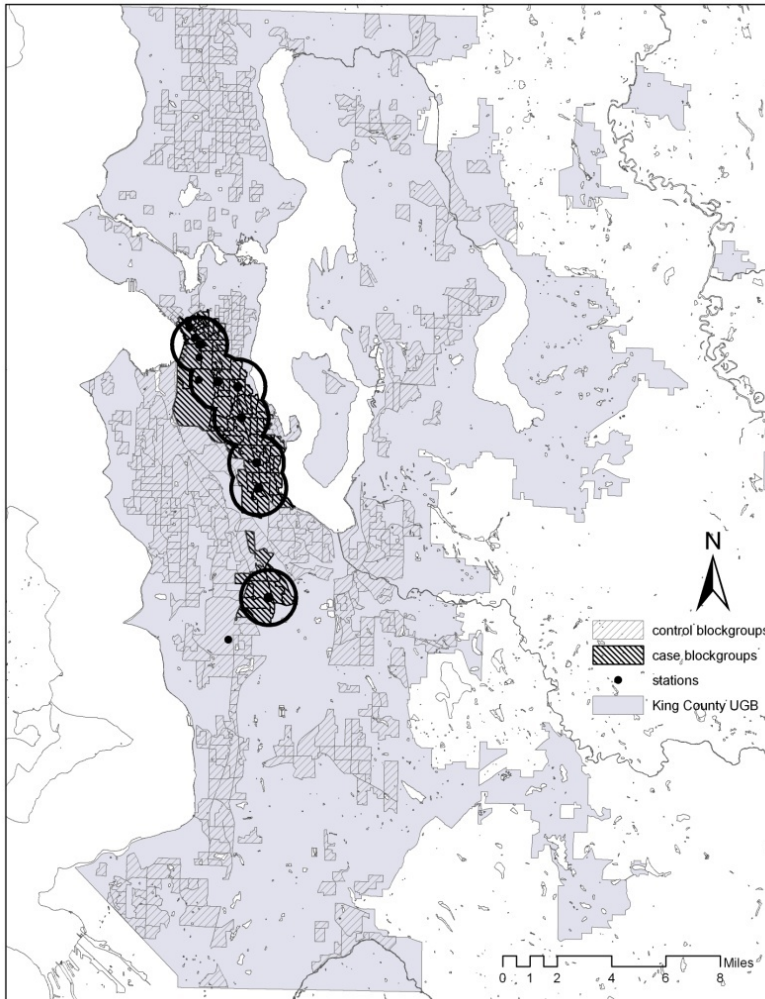 N
control blockgroups
case blockgroups
stations
King County UGB
Miles
0 1 2 4 6 8